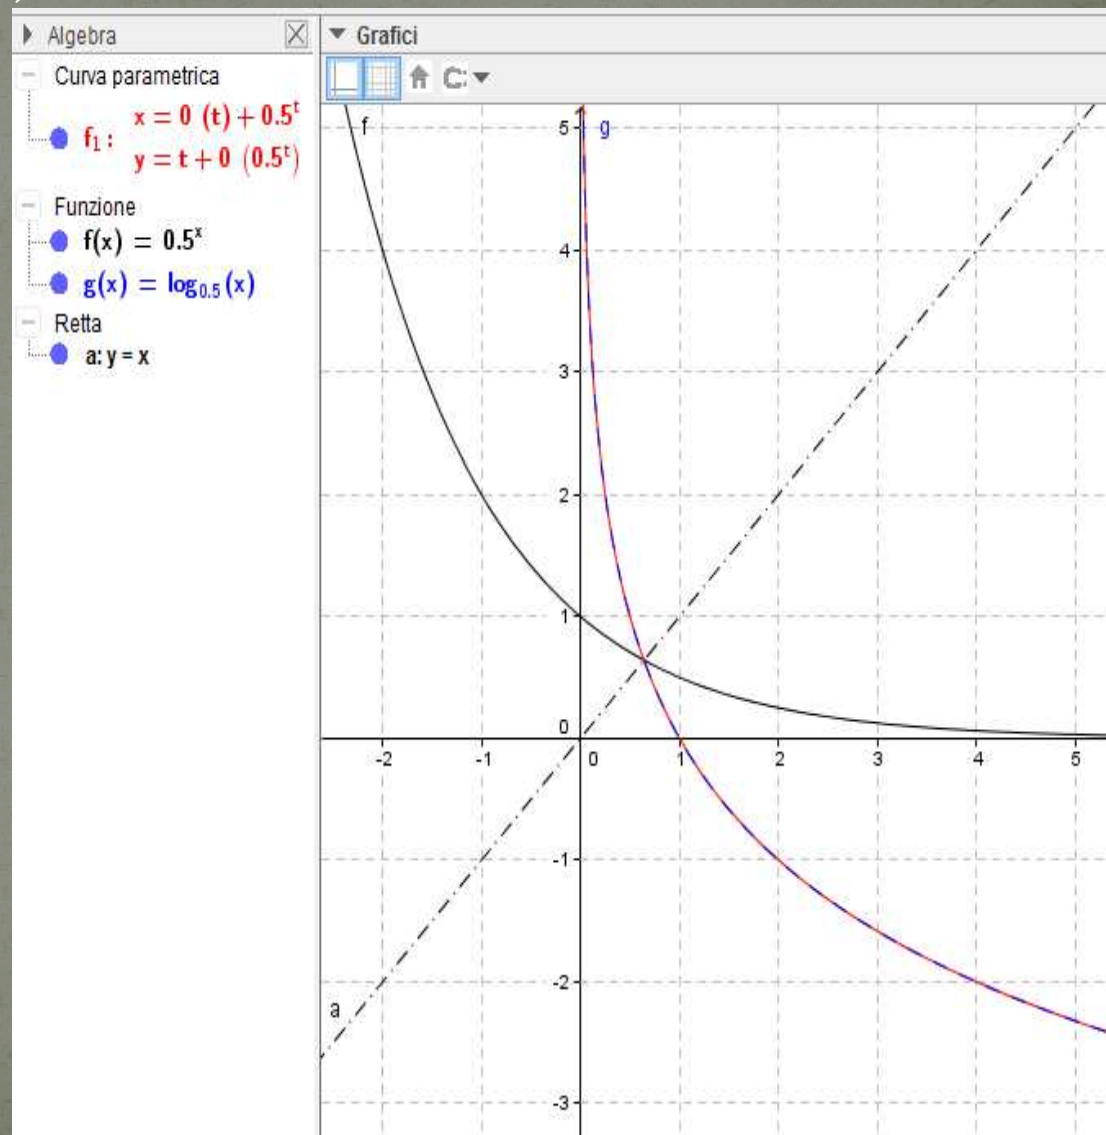 Algebra
Curva parametrica
f₁: x = 0 (t) + 0.5ᵗ
y = t + 0 (0.5ᵗ)
Funzione
f(x) = 0.5ˣ
g(x) = log₀.₅(x)
Retta
a: y = x
Grafici
f
5
g
4
3
2
1
0
-2 -1 0 1 2 3 4 5
-1
-2
a
-3